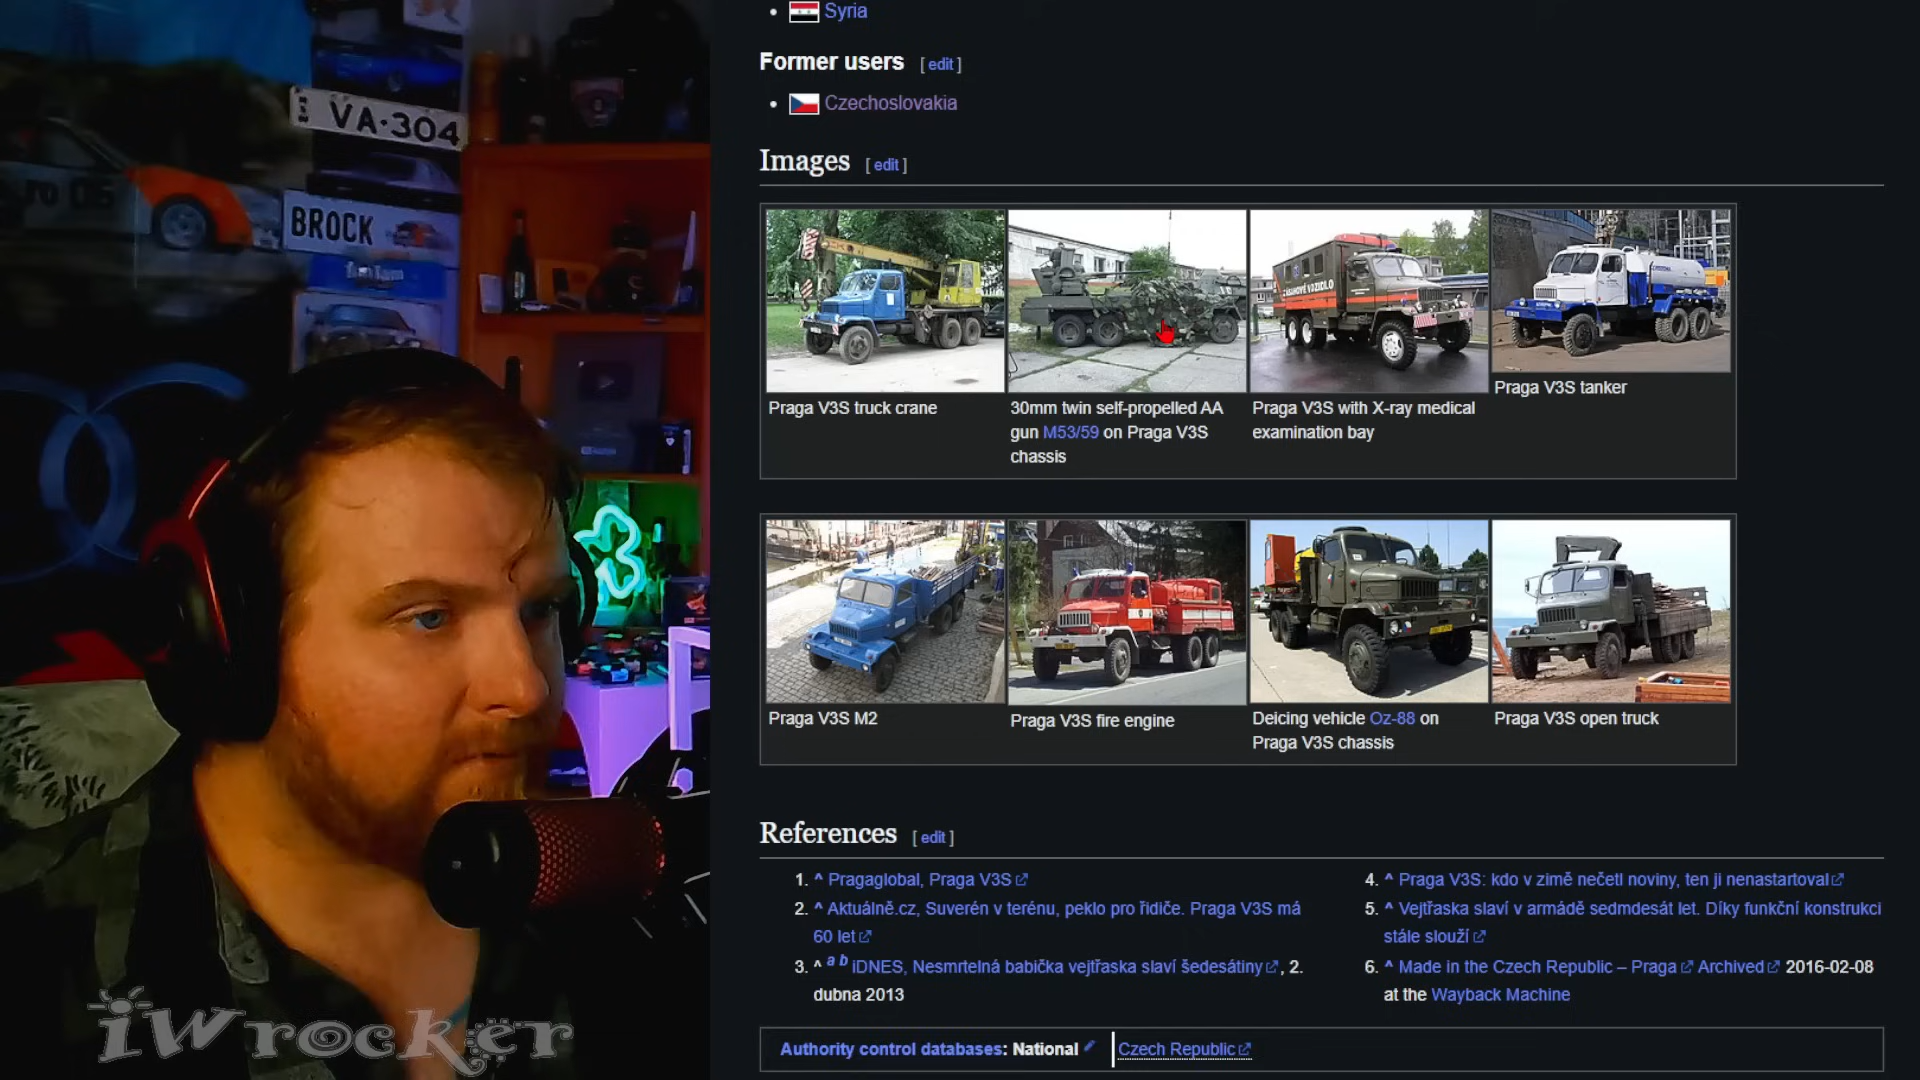 Syria
Former users [ edit ]
Czechoslovakia
Images [ edit ]
Praga V3S truck crane
30mm twin self-propelled AA
gun M53/59 on Praga V3S
chassis
Praga V3S with X-ray medical
examination bay
Praga V3S tanker
Praga V3S M2
Praga V3S fire engine
Deicing vehicle Oz-88 on
Praga V3S chassis
Praga V3S open truck
References [ edit ]
1. ^ Pragaglobal, Praga V3S
2. ^ Aktuálně.cz, Suverén v terénu, peklo pro řidiče. Praga V3S má
60 let
3. ^ a b iDNES, Nesmrtelná babička vejtřaska slaví šedesátiny, 2.
dubna 2013
4. ^ Praga V3S: kdo v zimě nečetl noviny, ten ji nenastartoval
5. ^ Vejtřaska slaví v armádě sedmdesát let. Díky funkční konstrukci
stále slouží
6. ^ Made in the Czech Republic – Praga Archived 2016-02-08
at the Wayback Machine
Authority control databases: National
Czech Republic
VA·304
BROCK
iWrocker